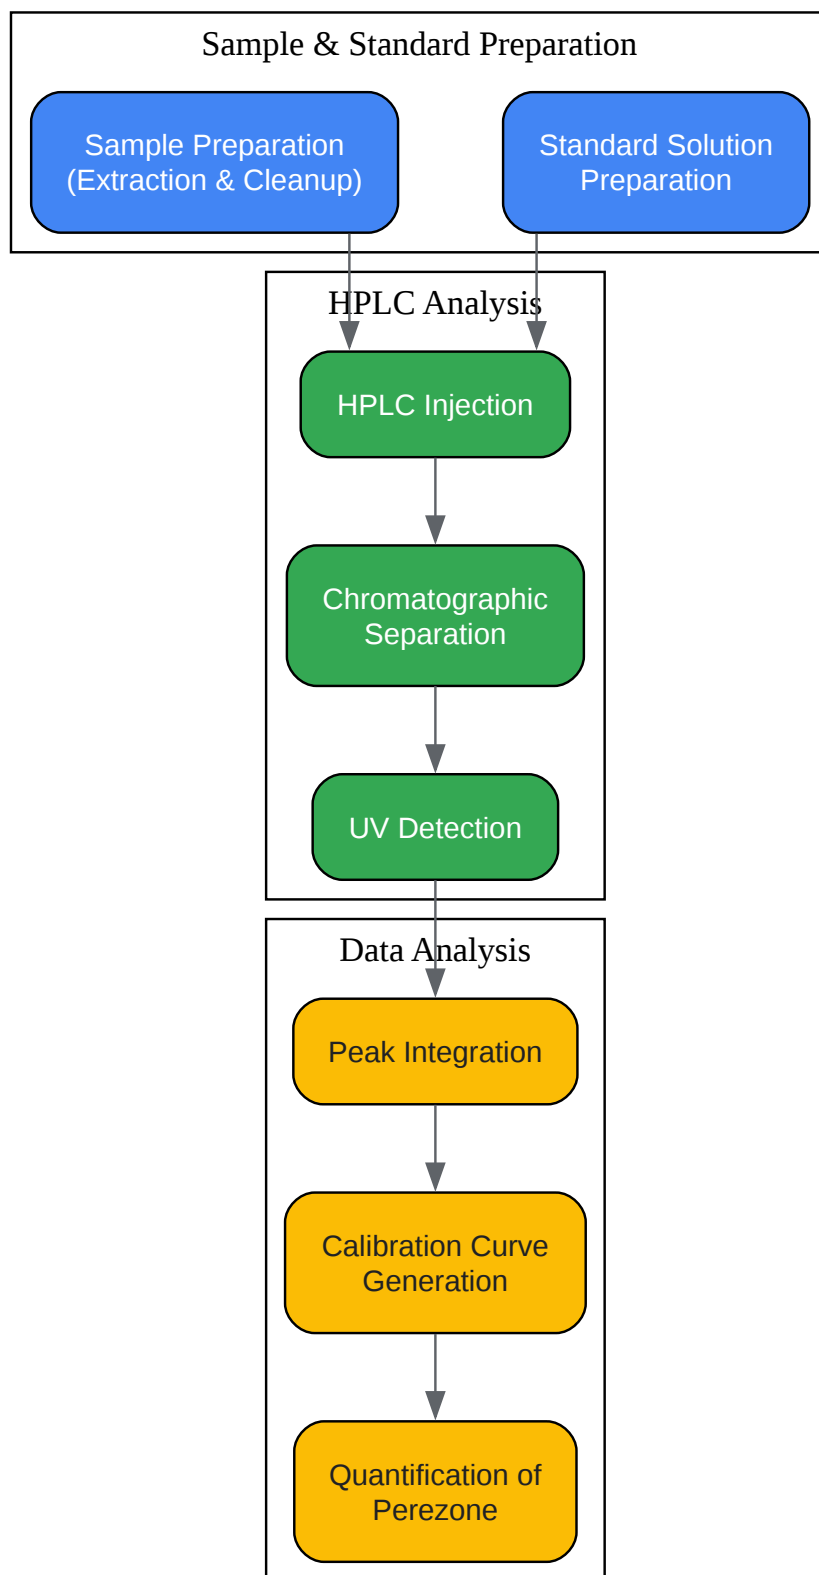 Sample & Standard Preparation
Sample Preparation
(Extraction & Cleanup)
Standard Solution
Preparation
HPLC Analysis
HPLC Injection
Chromatographic
Separation
UV Detection
Data Analysis
Peak Integration
Calibration Curve
Generation
Quantification of
Perezone